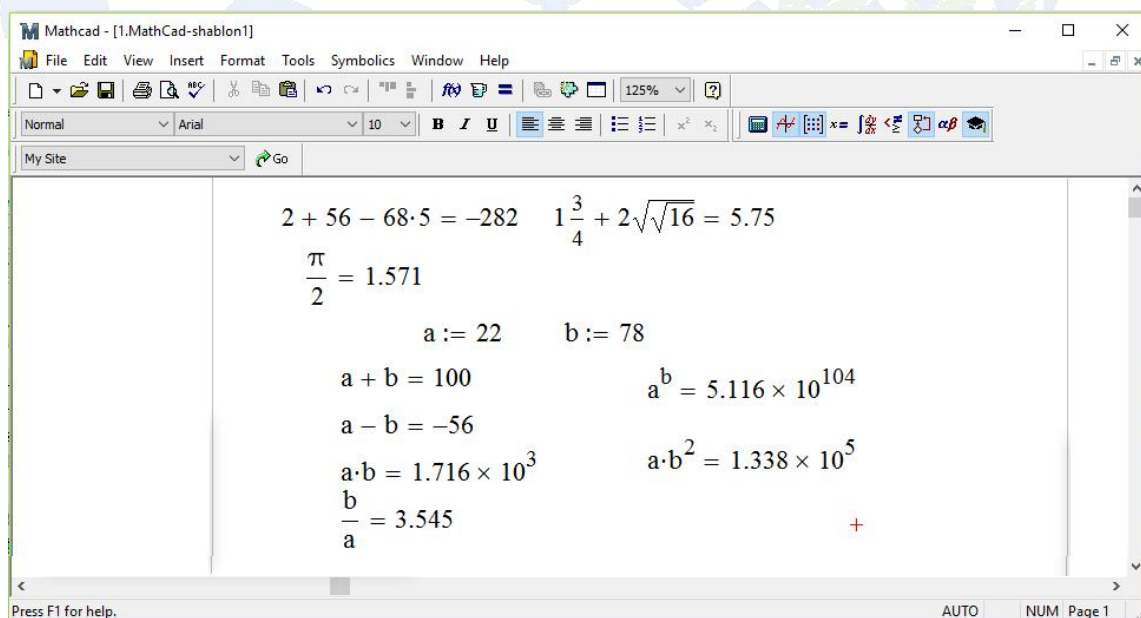 Mathcad - [1.MathCad-shablon1]
File Edit View Insert Format Tools Symbolics Window Help
125%
Normal Arial 10 B I U x² x₂ x= αβ
My Site Go
2 + 56 − 68·5 = −282 1 3/4 + 2√√16 = 5.75
π/2 = 1.571
a := 22 b := 78
a + b = 100 a^b = 5.116 × 10^104
a − b = −56
a·b = 1.716 × 10^3 a·b^2 = 1.338 × 10^5
b/a = 3.545
Press F1 for help. AUTO NUM Page 1